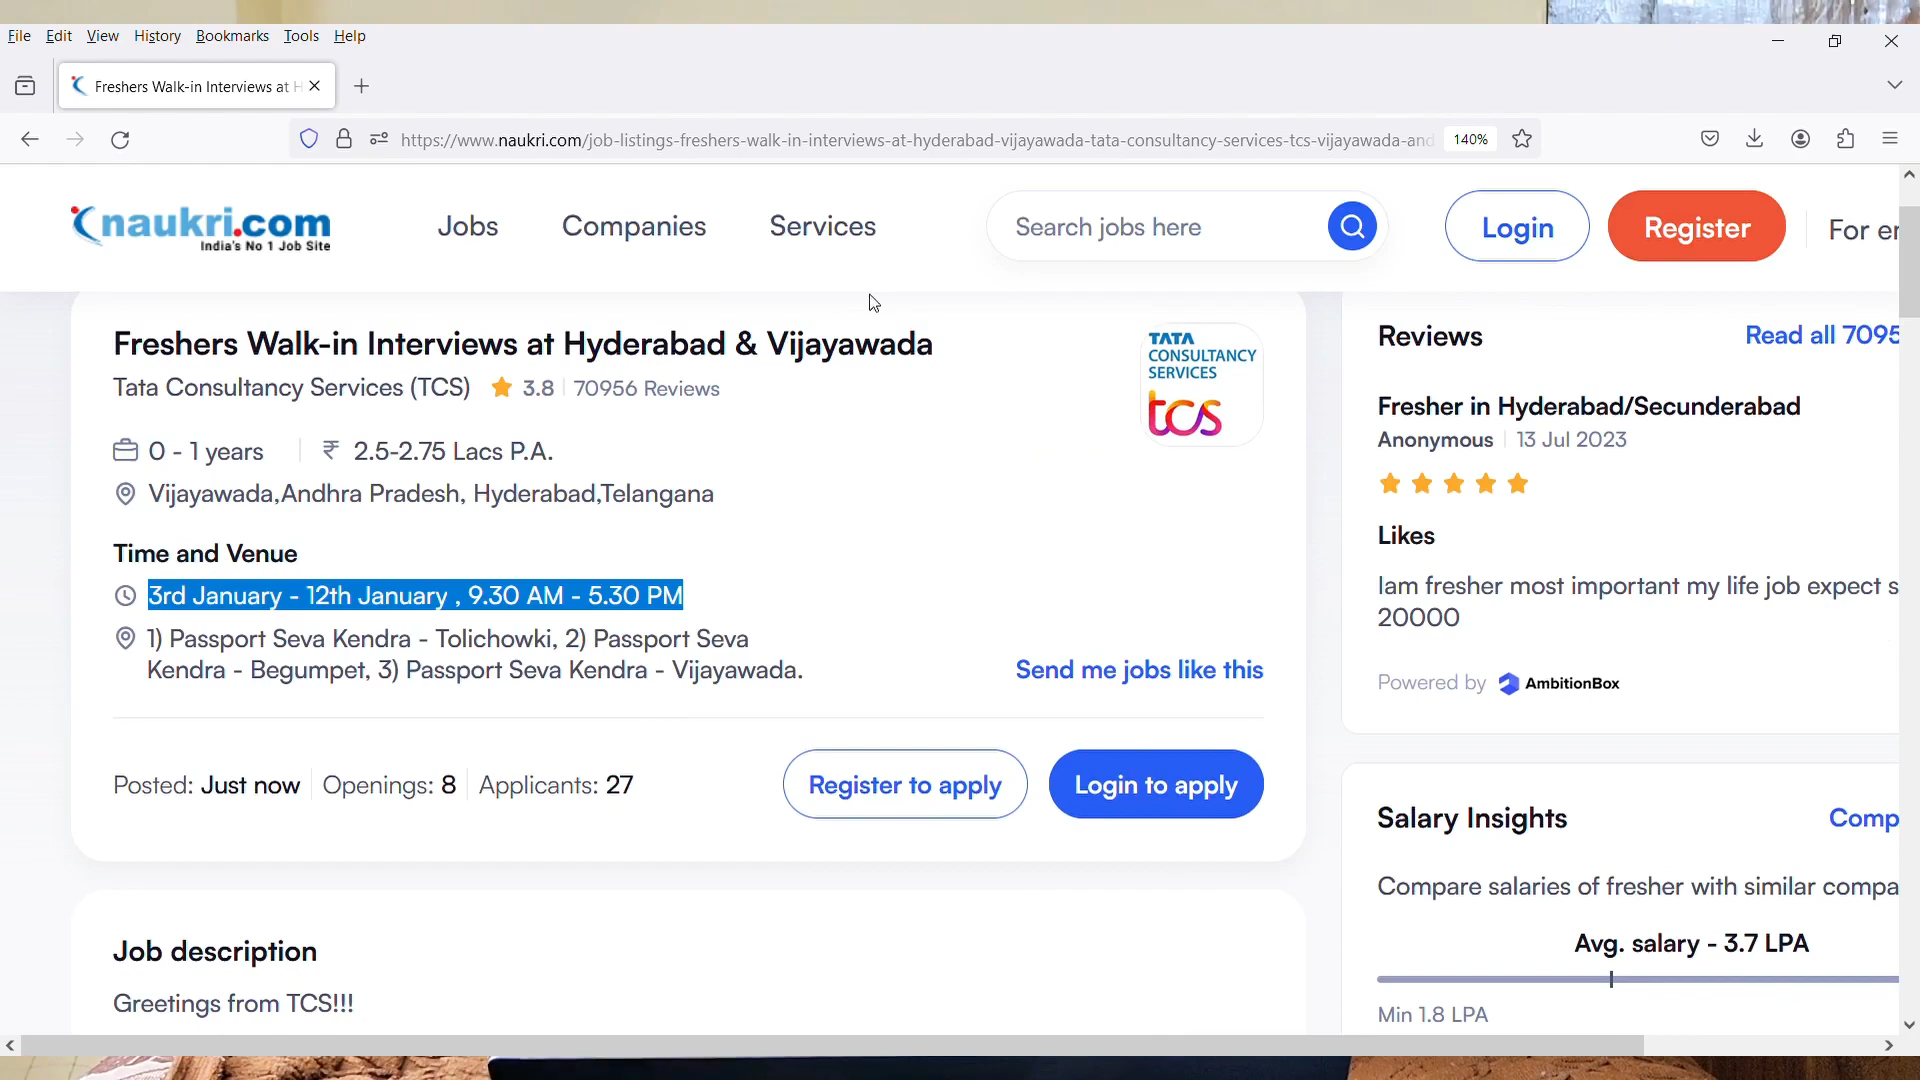 File Edit View History Bookmarks Tools Help
Freshers Walk-in Interviews at H
https://www.naukri.com/job-listings-freshers-walk-in-interviews-at-hyderabad-vijayawada-tata-consultancy-services-tcs-vijayawada-and
140%
naukri.com
India's No 1 Job Site
Jobs Companies Services
Search jobs here
Login
Register
For er
Freshers Walk-in Interviews at Hyderabad & Vijayawada
Tata Consultancy Services (TCS) 3.8 70956 Reviews
TATA
CONSULTANCY
SERVICES
tcs
0 - 1 years ₹ 2.5-2.75 Lacs P.A.
Vijayawada,Andhra Pradesh, Hyderabad,Telangana
Time and Venue
3rd January - 12th January , 9.30 AM - 5.30 PM
1) Passport Seva Kendra - Tolichowki, 2) Passport Seva
Kendra - Begumpet, 3) Passport Seva Kendra - Vijayawada.
Send me jobs like this
Posted: Just now Openings: 8 Applicants: 27
Register to apply
Login to apply
Job description
Greetings from TCS!!!
Reviews
Read all 7095
Fresher in Hyderabad/Secunderabad
Anonymous 13 Jul 2023
Likes
Iam fresher most important my life job expect s
20000
Powered by AmbitionBox
Salary Insights
Comp
Compare salaries of fresher with similar compa
Avg. salary - 3.7 LPA
Min 1.8 LPA